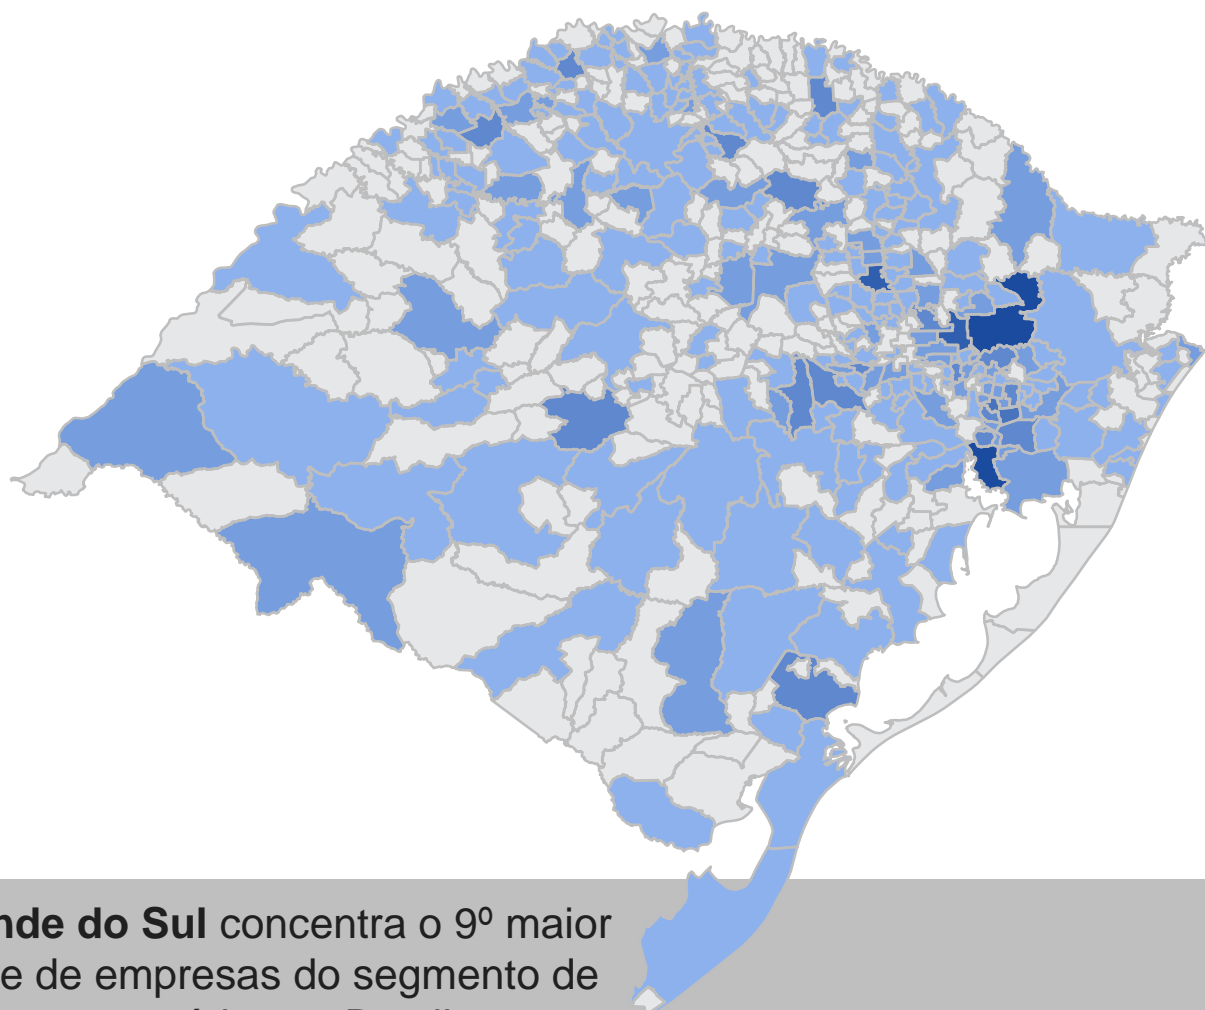 nde do Sul concentra o 9º maior
e de empresas do segmento de